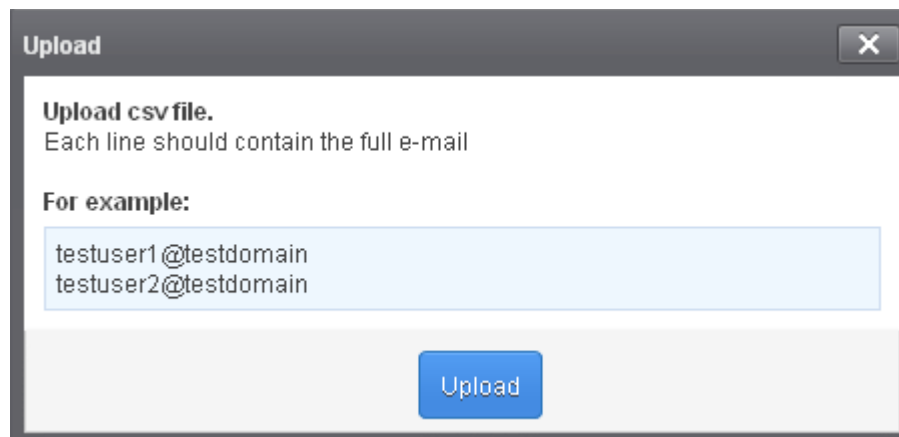 Upload
Upload csv file.
Each line should contain the full e-mail
For example:
testuser1@testdomain
testuser2@testdomain
Upload